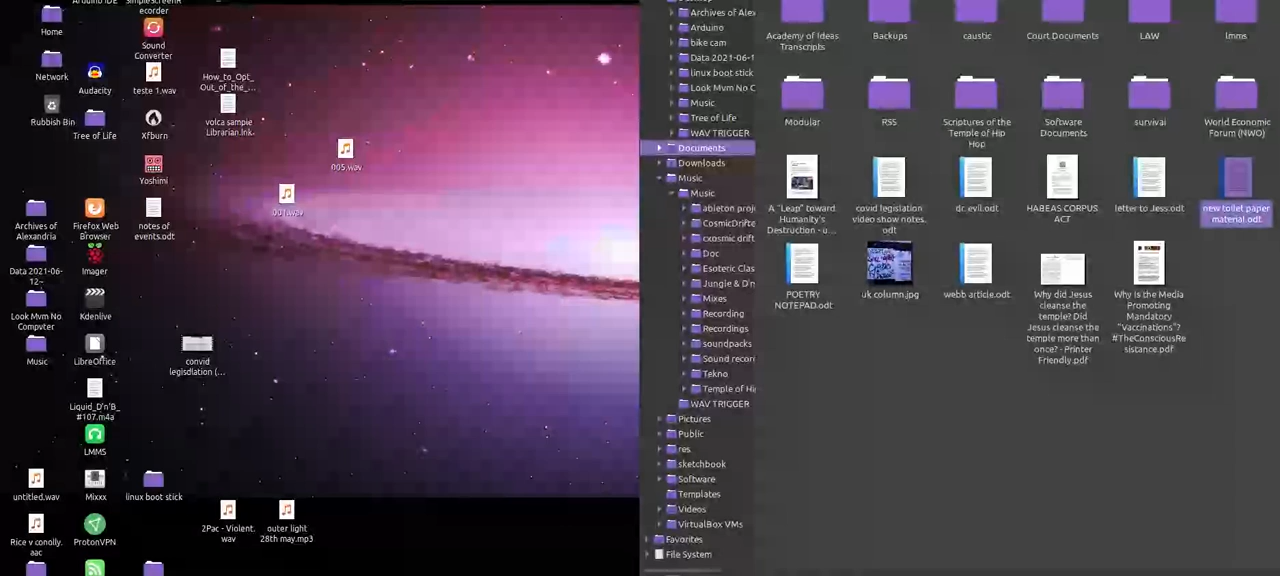 Arduino IDE
SimpleScreenR
ecorder
Home
Sound
Converter
Network
Audacity
teste 1.wav
How_to_Opt_
Out_of_the_...
Rubbish Bin
Tree of Life
Xfburn
volca sample
Librarian.lnk
005.wav
Yoshimi
001.wav
Archives of
Alexandria
Firefox Web
Browser
notes of
events.odt
Data 2021-06-
12~
Imager
Look Mvm No
Compvter
Kdenlive
Music
LibreOffice
convid
legisdlation (...
Liquid_D'n'B_
#107.m4a
LMMS
untitled.wav
Mixxx
linux boot stick
2Pac - Violent.
wav
outer light
28th may.mp3
Rice v conolly.
aac
ProtonVPN
Archives of Alex
Arduino
bike cam
Data 2021-06-1
linux boot stick
Look Mvm No C
Music
Tree of Life
WAV TRIGGER
Documents
Downloads
Music
Music
ableton proj
CosmicDrifte
cxosmic drift
Doc
Esoteric Clas
Jungle & D'n
Mixes
Recording
Recordings
soundpacks
Sound recor
Tekno
Temple of Hi
WAV TRIGGER
Pictures
Public
res
sketchbook
Software
Templates
Videos
VirtualBox VMs
Favorites
File System
Academy of Ideas
Transcripts
Backups
caustic
Court Documents
LAW
lmms
Modular
RSS
Scriptures of the
Temple of Hip
Hop
Software
Documents
survival
World Economic
Forum (NWO)
A "Leap" toward
Humanity's
Destruction - u...
covid legislation
video show notes.
odt
dr. evil.odt
HABEAS CORPUS
ACT
letter to Jess.odt
new toilet paper
material.odt
POETRY
NOTEPAD.odt
uk column.jpg
webb article.odt
Why did Jesus
cleanse the
temple? Did
Jesus cleanse the
temple more than
once? - Printer
Friendly.pdf
Why is the Media
Promoting
Mandatory
"Vaccinations"?
#TheConsciousRe
sistance.pdf